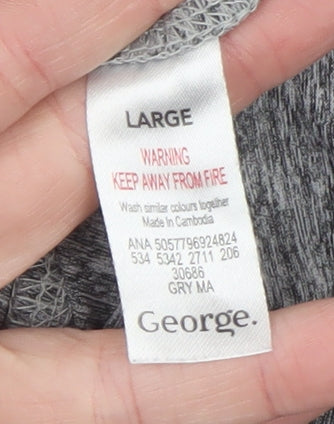 LARGE
WARNING
KEEP AWAY FROM FIRE
Wash similar colours together
Made in Cambodia
ANA 5057796924824
534 5342 2711 206
30686
GRY MA
George.